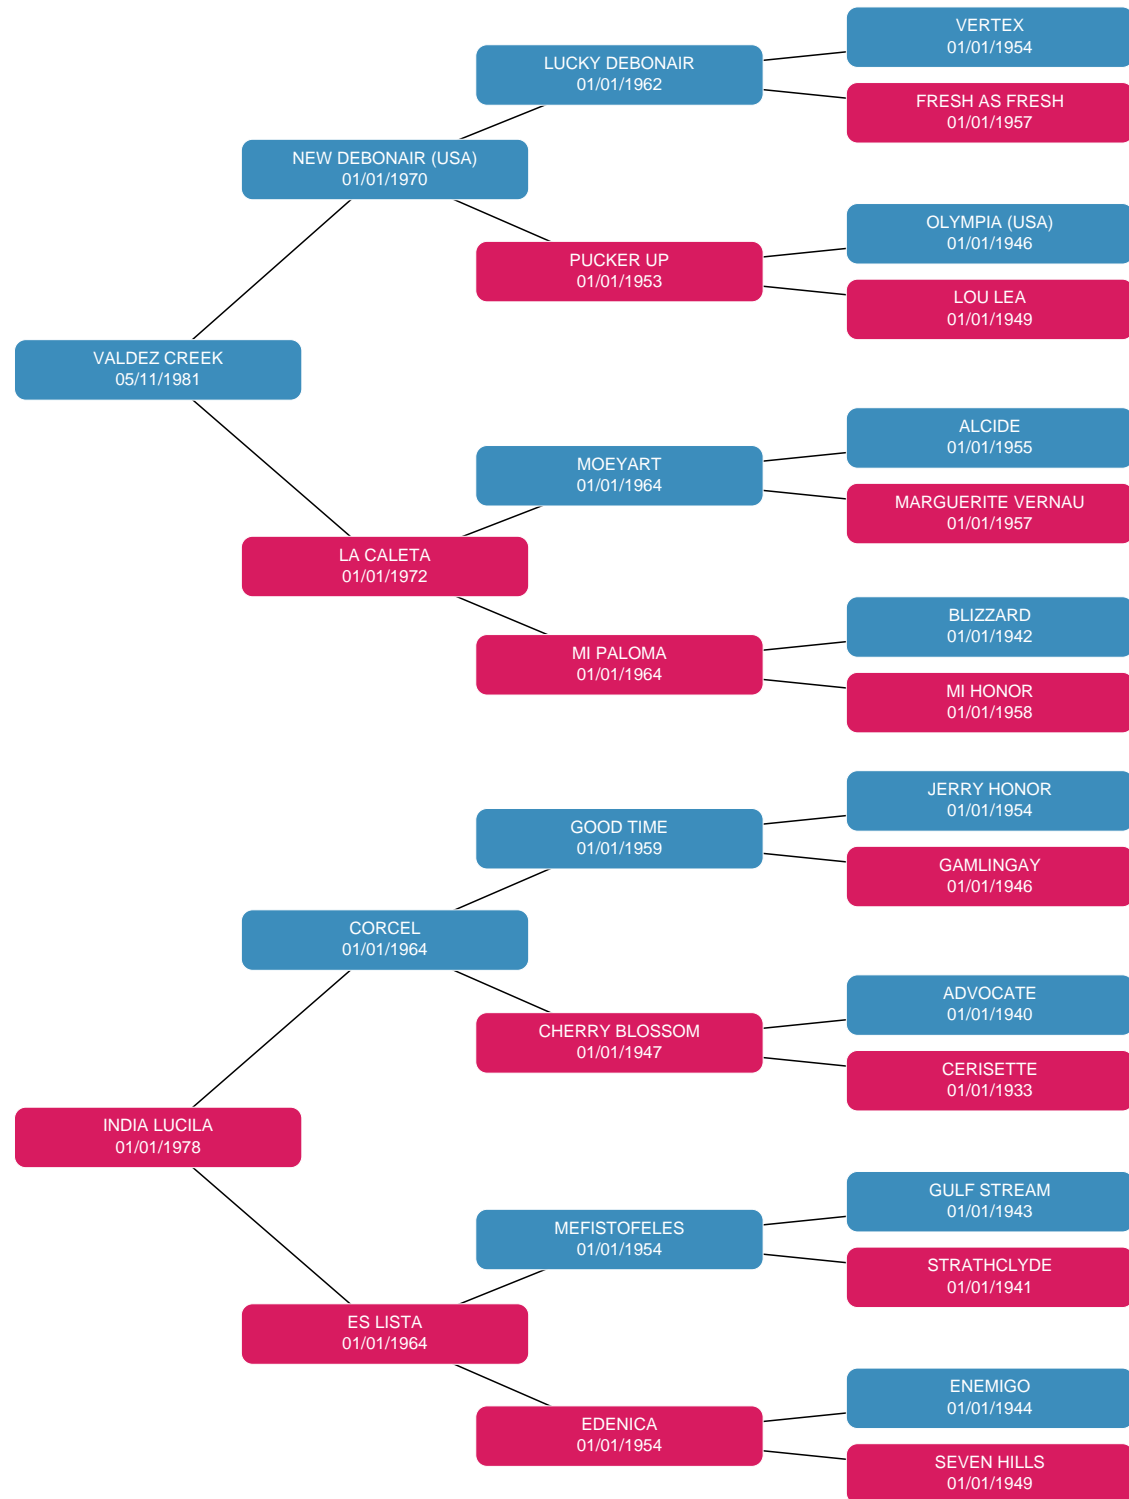 VERTEX
01/01/1954
LUCKY DEBONAIR
01/01/1962
FRESH AS FRESH
01/01/1957
NEW DEBONAIR (USA)
01/01/1970
OLYMPIA (USA)
01/01/1946
PUCKER UP
01/01/1953
LOU LEA
01/01/1949
VALDEZ CREEK
05/11/1981
ALCIDE
01/01/1955
MOEYART
01/01/1964
MARGUERITE VERNAU
01/01/1957
LA CALETA
01/01/1972
BLIZZARD
01/01/1942
MI PALOMA
01/01/1964
MI HONOR
01/01/1958
JERRY HONOR
01/01/1954
GOOD TIME
01/01/1959
GAMLINGAY
01/01/1946
CORCEL
01/01/1964
ADVOCATE
01/01/1940
CHERRY BLOSSOM
01/01/1947
CERISETTE
01/01/1933
INDIA LUCILA
01/01/1978
GULF STREAM
01/01/1943
MEFISTOFELES
01/01/1954
STRATHCLYDE
01/01/1941
ES LISTA
01/01/1964
ENEMIGO
01/01/1944
EDENICA
01/01/1954
SEVEN HILLS
01/01/1949